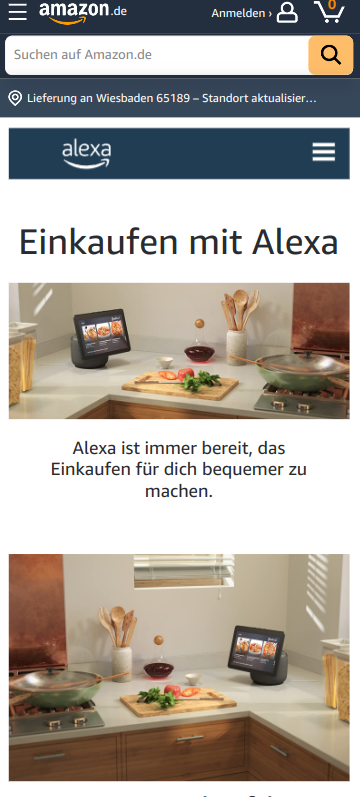 amazon.de
Anmelden ›
0
Suchen auf Amazon.de
Lieferung an Wiesbaden 65189 – Standort aktualisier…
alexa
Einkaufen mit Alexa
Alexa ist immer bereit, das
Einkaufen für dich bequemer zu
machen.